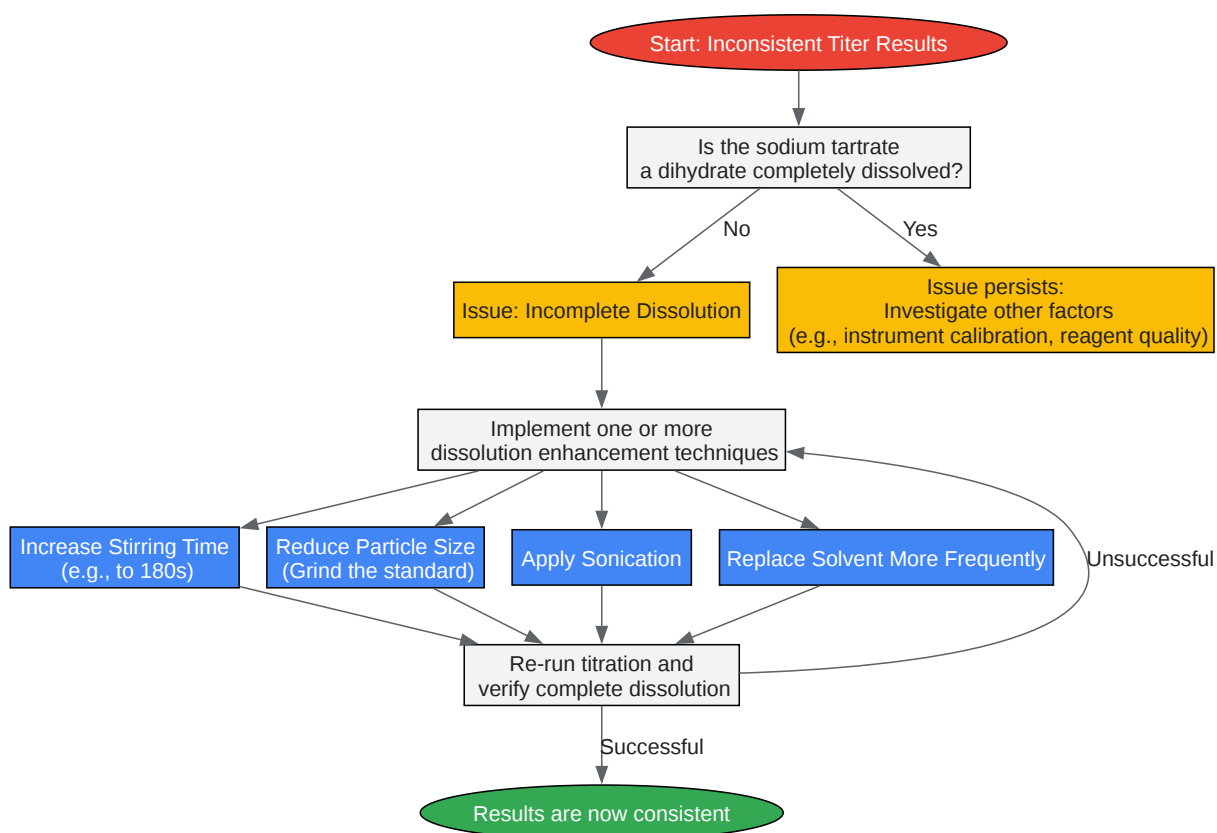 Start: Inconsistent Titer Results
Is the sodium tartrate
a dihydrate completely dissolved?
No
Yes
Issue: Incomplete Dissolution
Issue persists:
Investigate other factors
(e.g., instrument calibration, reagent quality)
Implement one or more
dissolution enhancement techniques
Increase Stirring Time
(e.g., to 180s)
Reduce Particle Size
(Grind the standard)
Apply Sonication
Replace Solvent More Frequently
Unsuccessful
Re-run titration and
verify complete dissolution
Successful
Results are now consistent